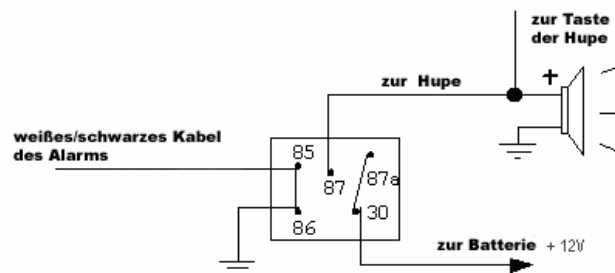 zur Taste
der Hupe
+
zur Hupe
weißes/schwarzes Kabel
des Alarms
85
87
87a
30
86
zur Batterie + 12V